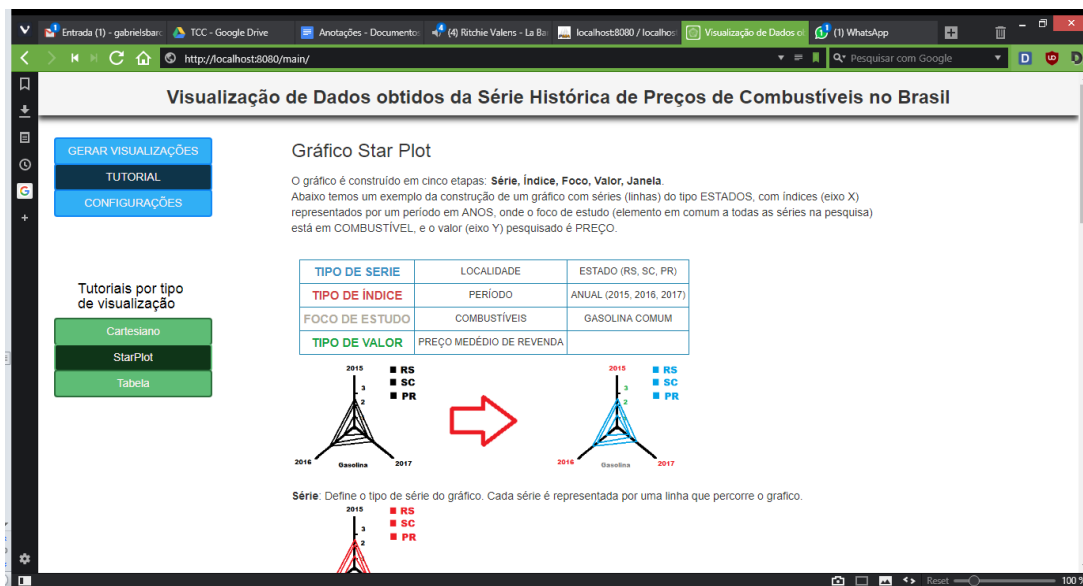 Entrada (1) - gabrielsbarc
TCC - Google Drive
Anotações - Documento
(4) Ritchie Valens - La Ba
localhost:8080 / localhos
Visualização de Dados ob
(1) WhatsApp
http://localhost:8080/main/
Pesquisar com Google
Visualização de Dados obtidos da Série Histórica de Preços de Combustíveis no Brasil
GERAR VISUALIZAÇÕES
TUTORIAL
CONFIGURAÇÕES
Tutoriais por tipo
de visualização
Cartesiano
StarPlot
Tabela
Gráfico Star Plot
O gráfico é construído em cinco etapas: Série, Índice, Foco, Valor, Janela.
Abaixo temos um exemplo da construção de um gráfico com séries (linhas) do tipo ESTADOS, com índices (eixo X)
representados por um período em ANOS, onde o foco de estudo (elemento em comum a todas as séries na pesquisa)
está em COMBUSTÍVEL, e o valor (eixo Y) pesquisado é PREÇO.
TIPO DE SERIE LOCALIDADE ESTADO (RS, SC, PR)
TIPO DE ÍNDICE PERÍODO ANUAL (2015, 2016, 2017)
FOCO DE ESTUDO COMBUSTÍVEIS GASOLINA COMUM
TIPO DE VALOR PREÇO MEDÉDIO DE REVENDA
2015 RS
SC
3 PR
2
2016 Gasolina 2017
2015 RS
SC
3 PR
2
2016 Gasolina 2017
Série: Define o tipo de série do gráfico. Cada série é representada por uma linha que percorre o grafico.
2015 RS
SC
3 PR
2
Reset 100 %